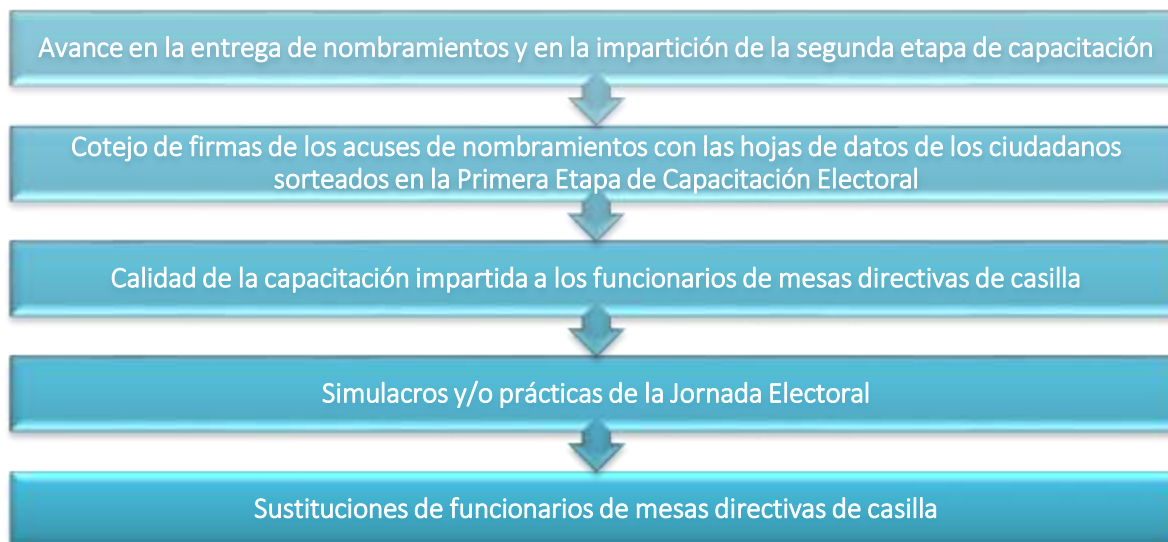 Avance en la entrega de nombramientos y en la impartición de la segunda etapa de capacitación
Cotejo de firmas de los acuses de nombramientos con las hojas de datos de los ciudadanos
sorteados en la Primera Etapa de Capacitación Electoral
Calidad de la capacitación impartida a los funcionarios de mesas directivas de casilla
Simulacros y/o prácticas de la Jornada Electoral
Sustituciones de funcionarios de mesas directivas de casilla